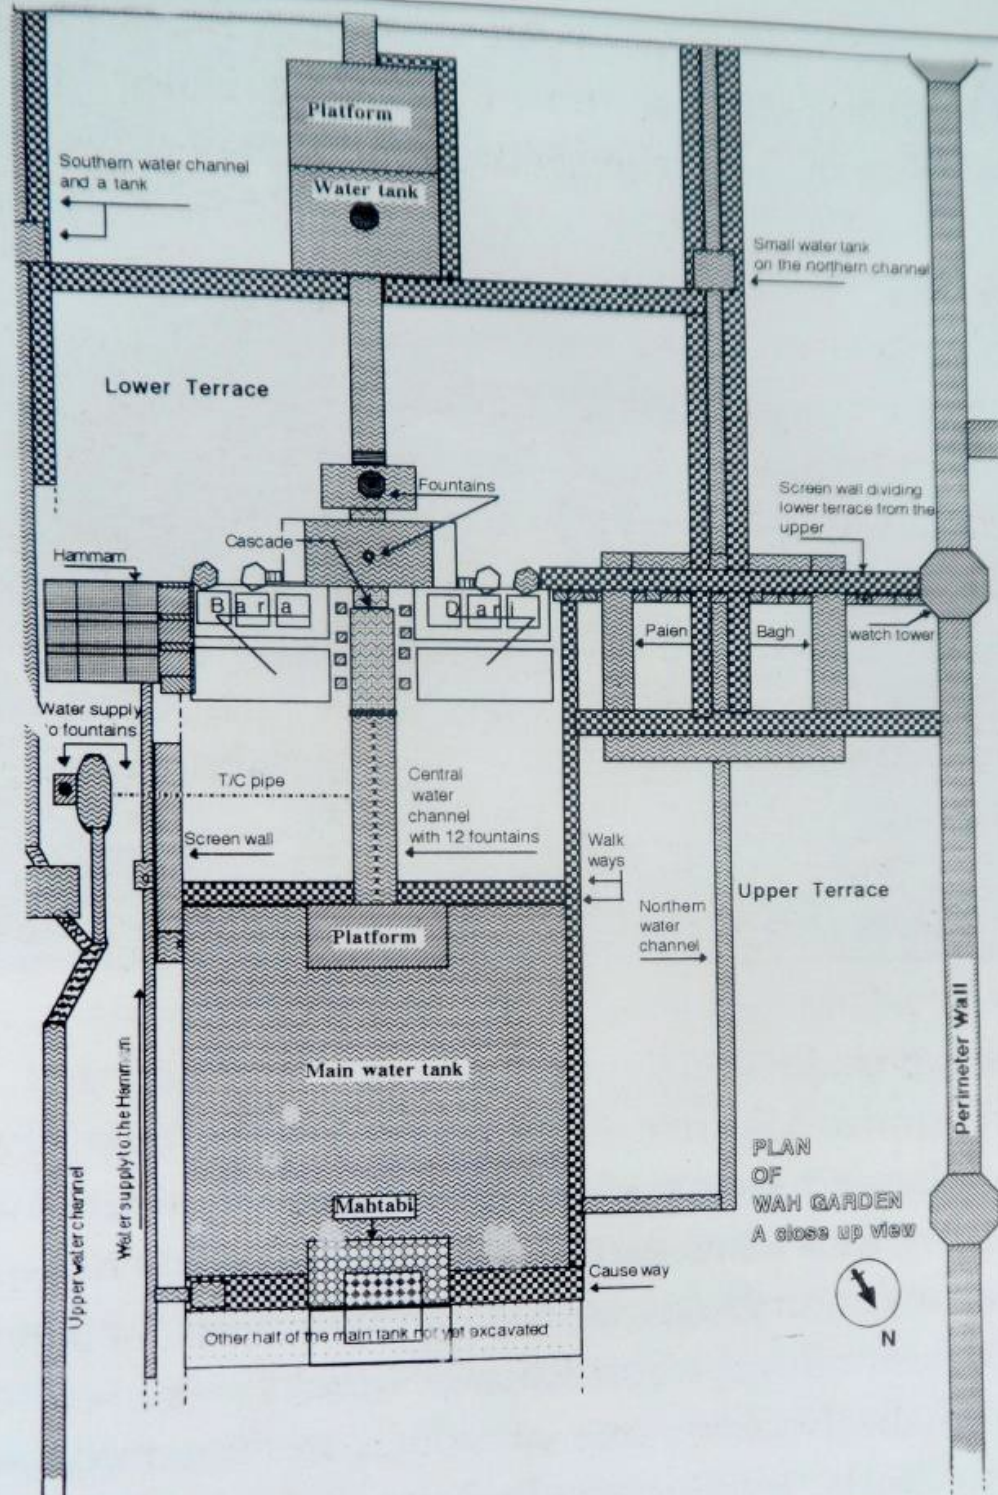 Platform
Southern water channel
and a tank
Water tank
Small water tank
on the northern channel
Lower Terrace
Fountains
Screen wall dividing
lower terrace from the
upper
Cascade
Hammam
Bara
Dari
Paien
Bagh
watch tower
Water supply
to fountains
T/C pipe
Central
water
channel
with 12 fountains
Screen wall
Walk
ways
Upper Terrace
Northern
water
channel
Platform
Main water tank
Perimeter Wall
Water supply to the Hammam
Upper water channel
PLAN
OF
WAH GARDEN
A close up view
Mahtabi
Cause way
N
Other half of the main tank not yet excavated